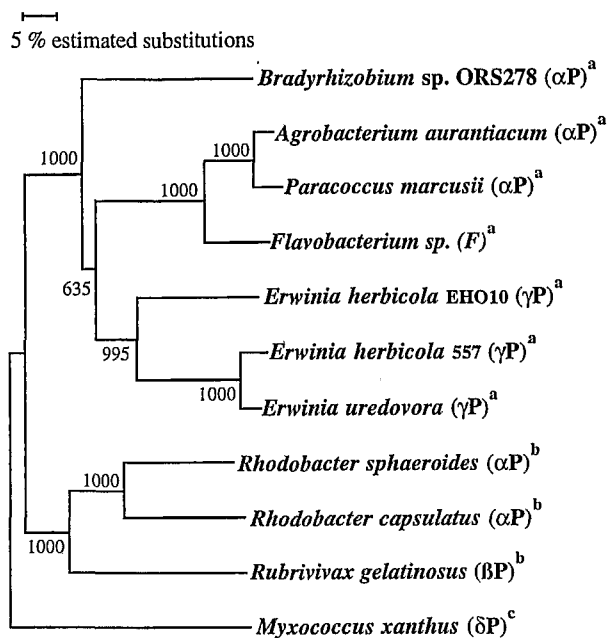 5 % estimated substitutions
Bradyrhizobium sp. ORS278 (αP)a
Agrobacterium aurantiacum (αP)a
1000
1000
1000
Paracoccus marcusii (αP)a
Flavobacterium sp. (F)a
635
Erwinia herbicola EHO10 (γP)a
995
Erwinia herbicola 557 (γP)a
1000
Erwinia uredovora (γP)a
Rhodobacter sphaeroides (αP)b
1000
Rhodobacter capsulatus (αP)b
1000
Rubrivivax gelatinosus (ßP)b
Myxococcus xanthus (δP)c